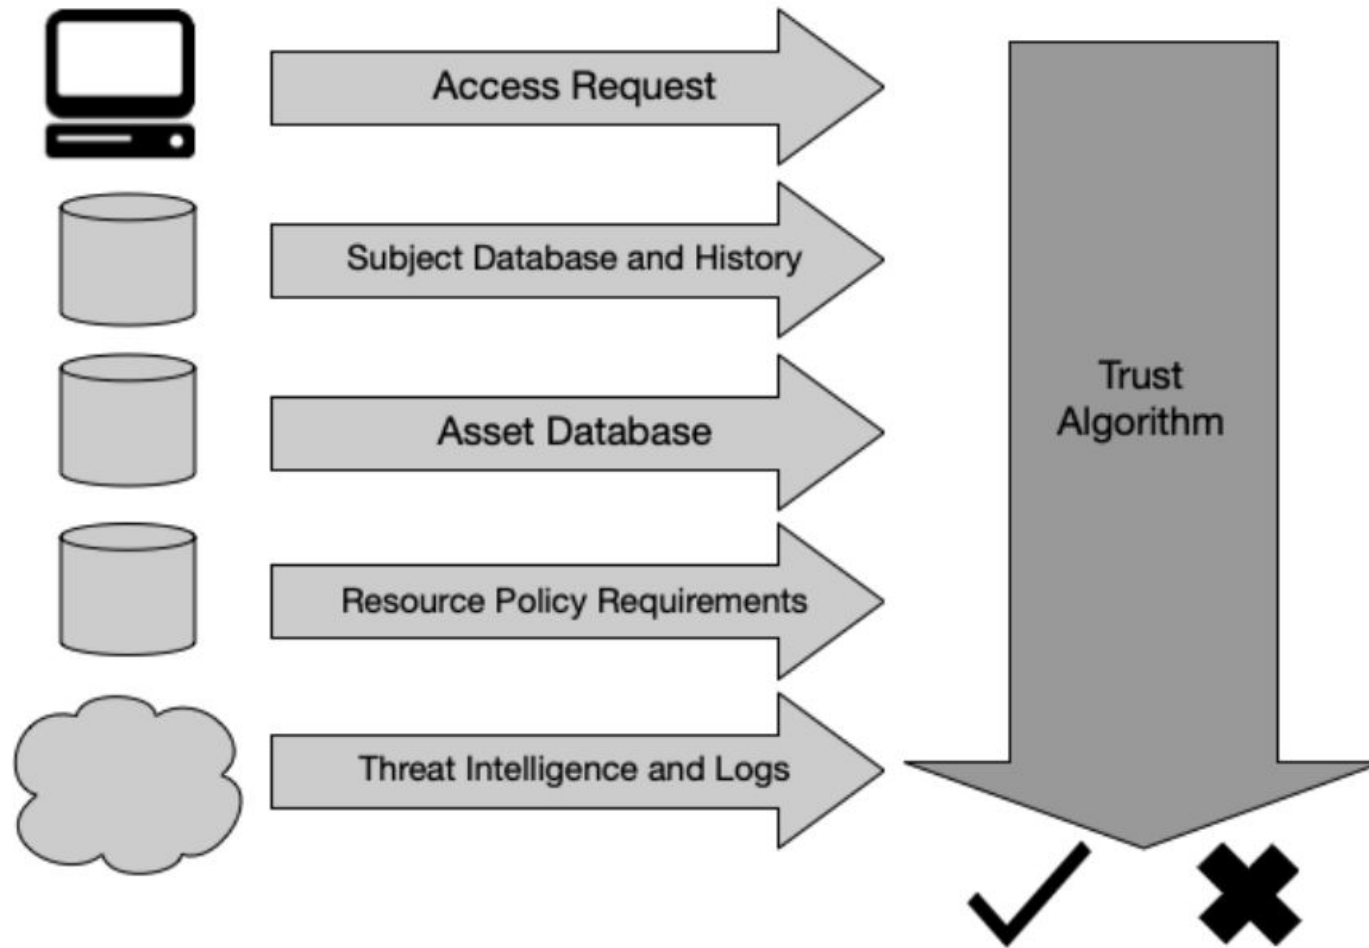 Access Request
Subject Database and History
Asset Database
Resource Policy Requirements
Threat Intelligence and Logs
Trust
Algorithm